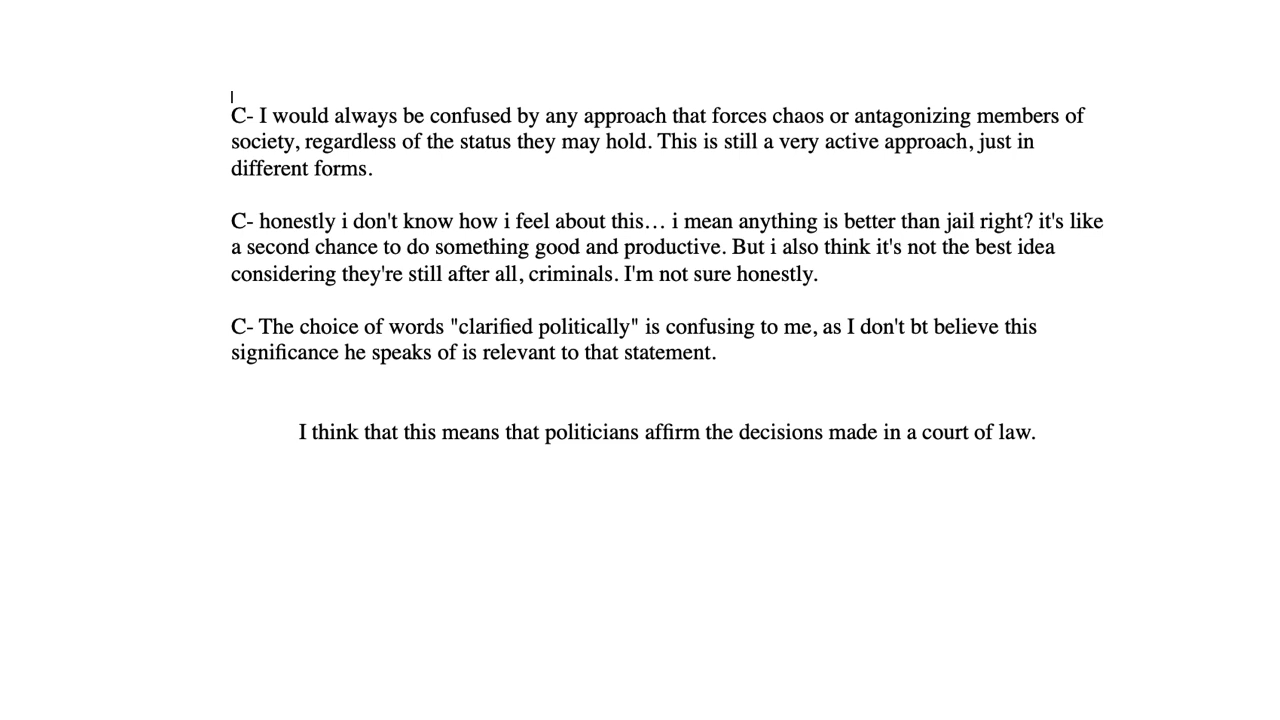 C- I would always be confused by any approach that forces chaos or antagonizing members of
society, regardless of the status they may hold. This is still a very active approach, just in
different forms.
C- honestly i don't know how i feel about this… i mean anything is better than jail right? it's like
a second chance to do something good and productive. But i also think it's not the best idea
considering they're still after all, criminals. I'm not sure honestly.
C- The choice of words "clarified politically" is confusing to me, as I don't bt believe this
significance he speaks of is relevant to that statement.
I think that this means that politicians affirm the decisions made in a court of law.